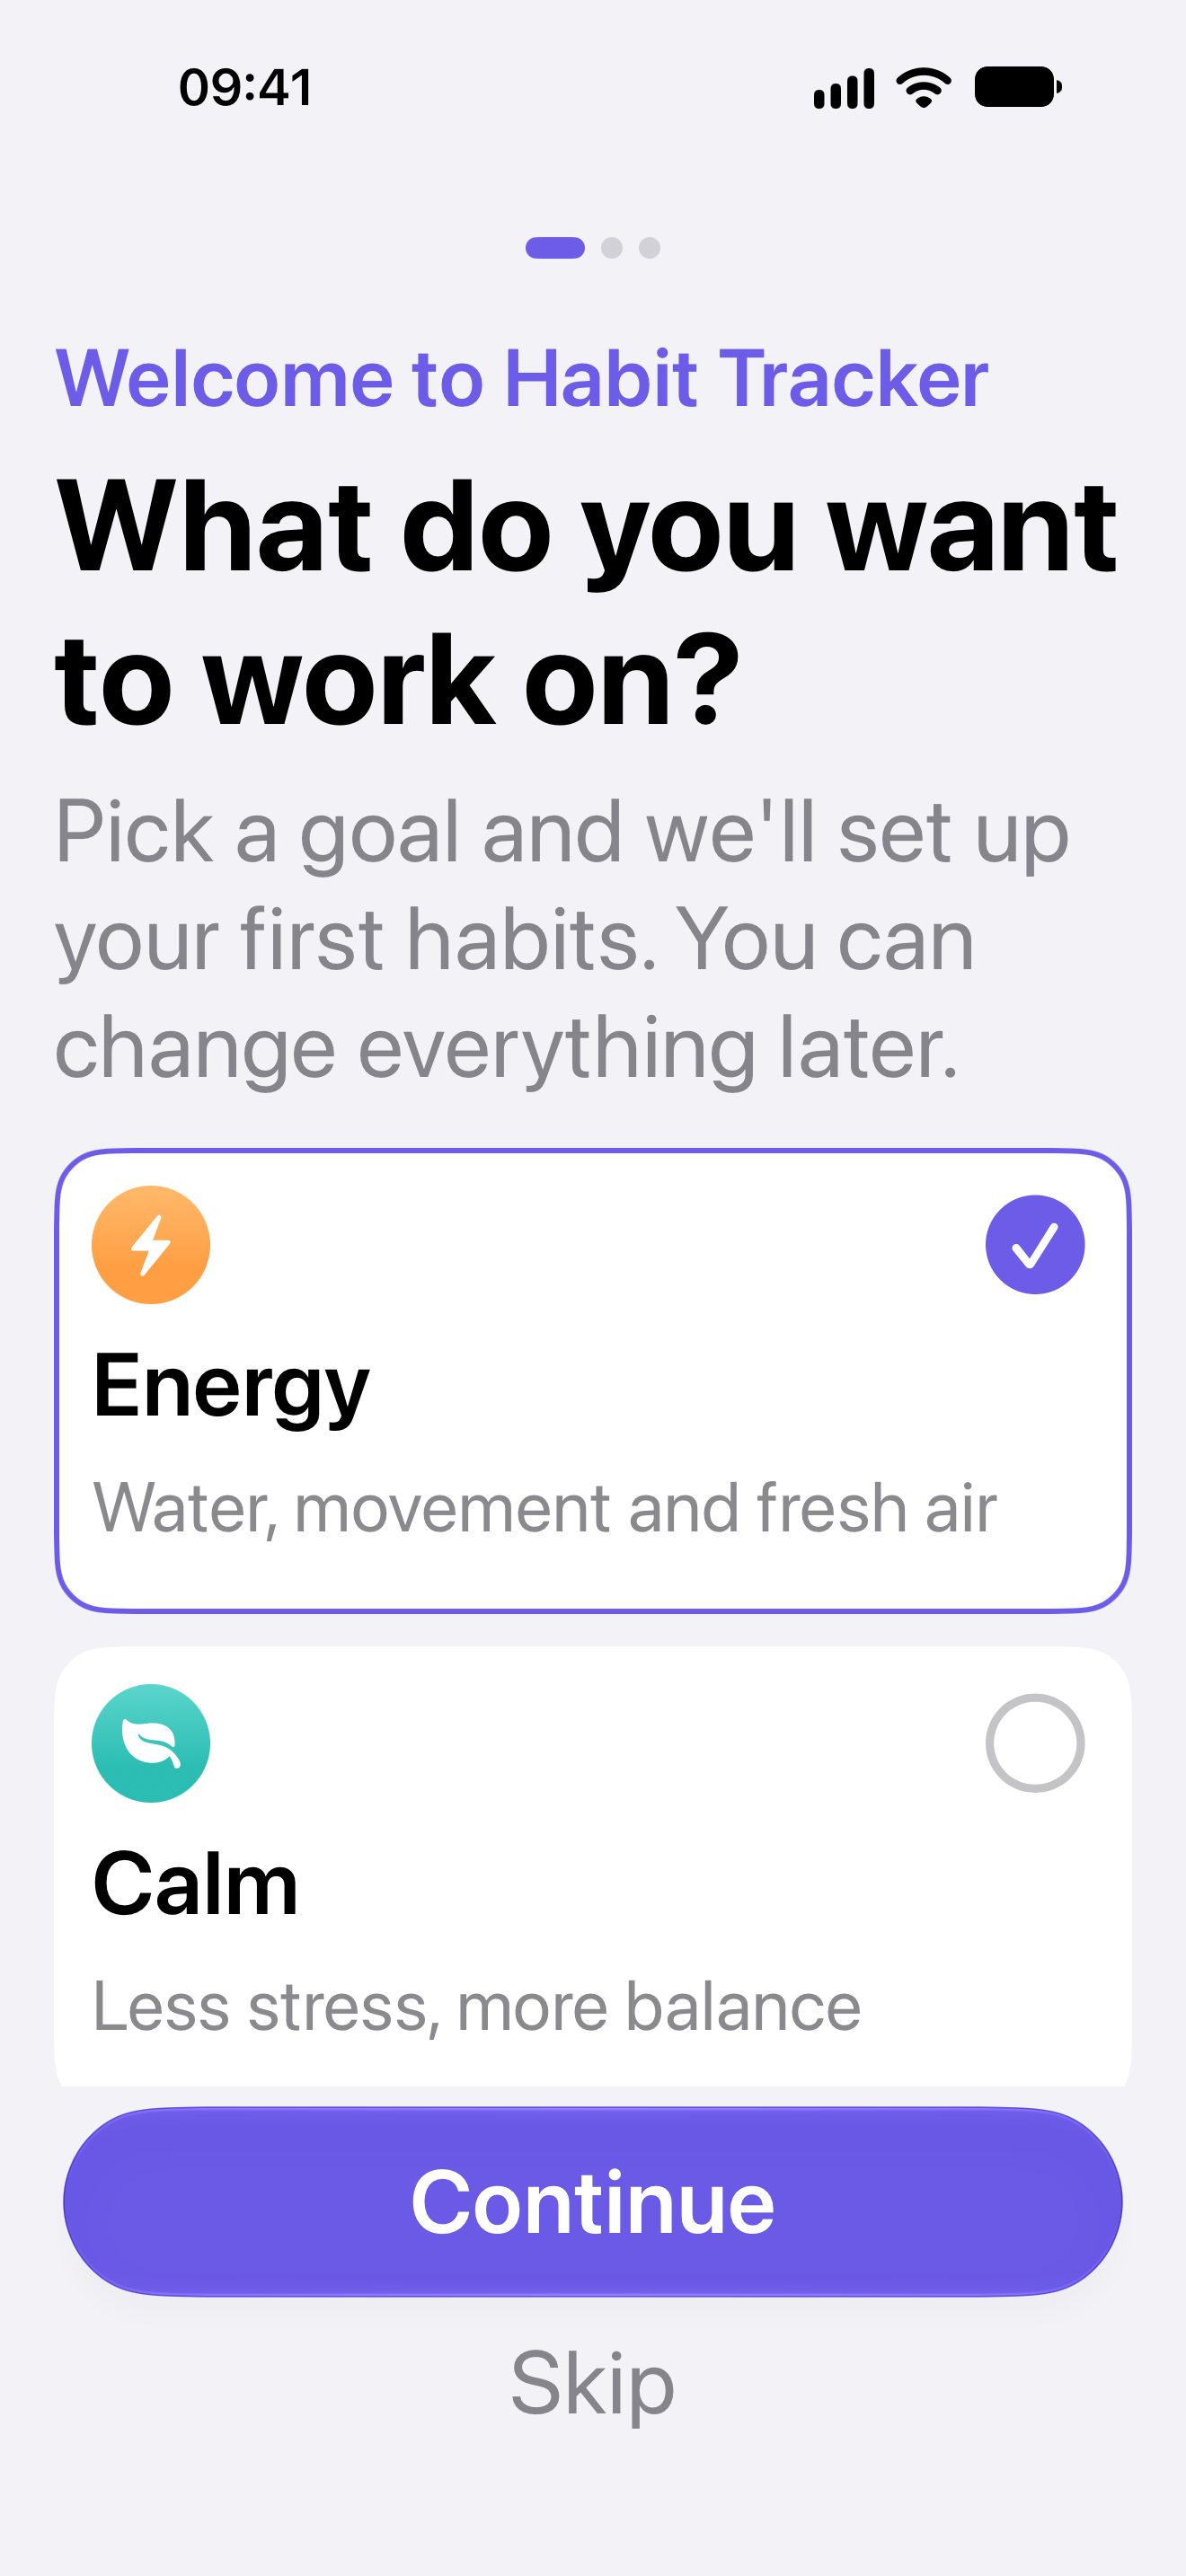 09:41
Welcome to Habit Tracker
What do you want
to work on?
Pick a goal and we'll set up
your first habits. You can
change everything later.
Energy
Water, movement and fresh air
Calm
Less stress, more balance
Continue
Skip